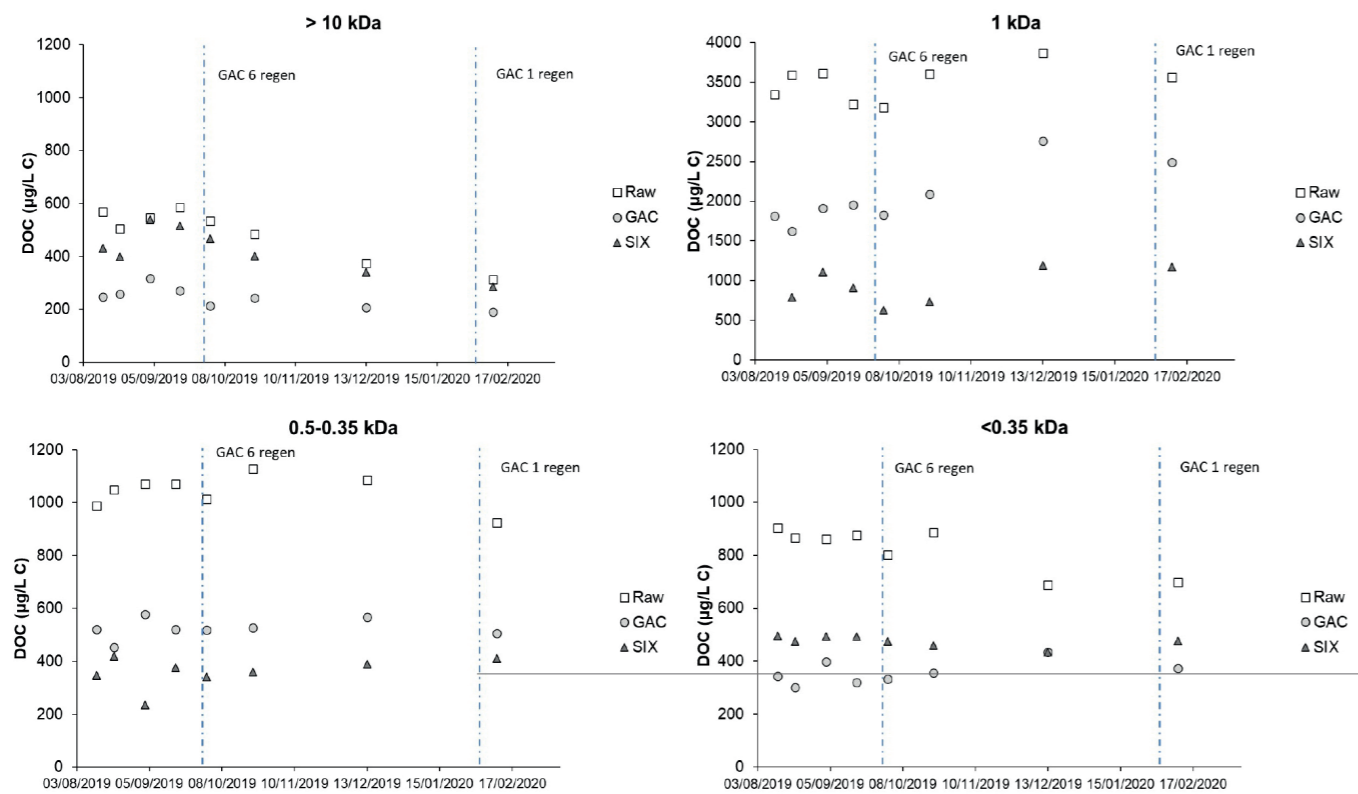 > 10 kDa
1200
1000
800
600
400
200
0
DOC (µg/L C)
GAC 6 regen
GAC 1 regen
Raw
GAC
SIX
03/08/2019 05/09/2019 08/10/2019 10/11/2019 13/12/2019 15/01/2020 17/02/2020
1 kDa
4000
3500
3000
2500
2000
1500
1000
500
0
DOC (µg/L C)
GAC 6 regen
GAC 1 regen
Raw
GAC
SIX
03/08/2019 05/09/2019 08/10/2019 10/11/2019 13/12/2019 15/01/2020 17/02/2020
0.5-0.35 kDa
1200
1000
800
600
400
200
0
DOC (µg/L C)
GAC 6 regen
GAC 1 regen
Raw
GAC
SIX
03/08/2019 05/09/2019 08/10/2019 10/11/2019 13/12/2019 15/01/2020 17/02/2020
<0.35 kDa
1200
1000
800
600
400
200
0
DOC (µg/L C)
GAC 6 regen
GAC 1 regen
Raw
GAC
SIX
03/08/2019 05/09/2019 08/10/2019 10/11/2019 13/12/2019 15/01/2020 17/02/2020